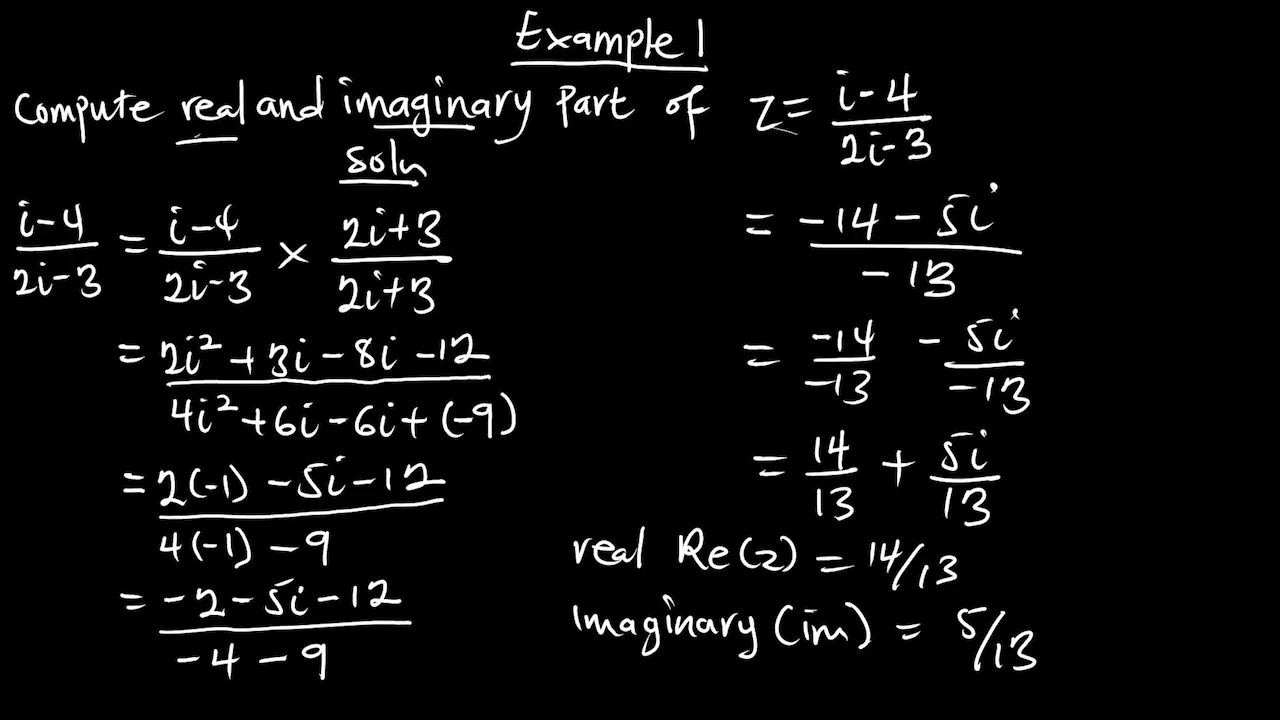 Example 1
Compute real and imaginary Part of z = (i-4)/(2i-3)
soln
(i-4)/(2i-3) = (i-4)/(2i-3) × (2i+3)/(2i+3)
= (2i² + 3i - 8i - 12)/(4i² + 6i - 6i + (-9))
= (2(-1) - 5i - 12)/(4(-1) - 9)
= (-2 - 5i - 12)/(-4 - 9)
= (-14 - 5i)/(-13)
= -14/-13 - 5i/-13
= 14/13 + 5i/13
real Re(z) = 14/13
Imaginary (im) = 5/13